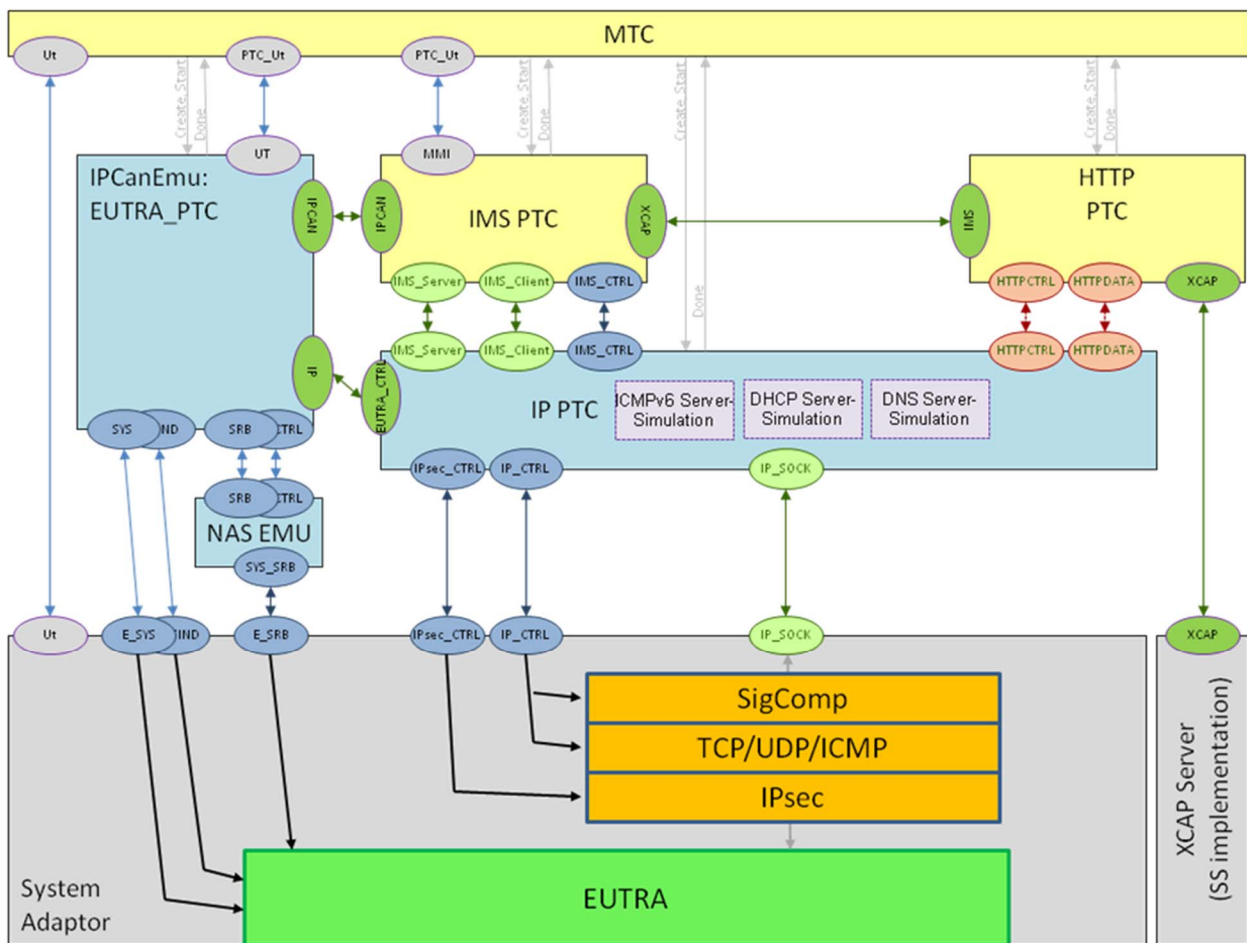 MTC
Ut
PTC_Ut
PTC_Ut
Create, Start
Done
Create, Start
Done
Create, Start
Done
Create, Start
Done
UT
MMI
IPCanEmu:
EUTRA_PTC
IPCAN
IPCAN
IMS PTC
XCAP
SMI
HTTP
PTC
IMS_Server
IMS_Client
IMS_CTRL
HTTPCTRL
HTTPDATA
XCAP
IMS_Server
IMS_Client
IMS_CTRL
HTTPCTRL
HTTPDATA
IP
EUTRA_CTRL
IP PTC
ICMPv6 Server-
Simulation
DHCP Server-
Simulation
DNS Server-
Simulation
SYS
IND
SRB
CTRL
IPsec_CTRL
IP_CTRL
IP_SOCK
SRB
CTRL
NAS EMU
SYS_SRB
Ut
E_SYS
IND
E_SRB
IPsec_CTRL
IP_CTRL
IP_SOCK
XCAP
SigComp
TCP/UDP/ICMP
IPsec
EUTRA
System
Adaptor
XCAP Server
(SS implementation)